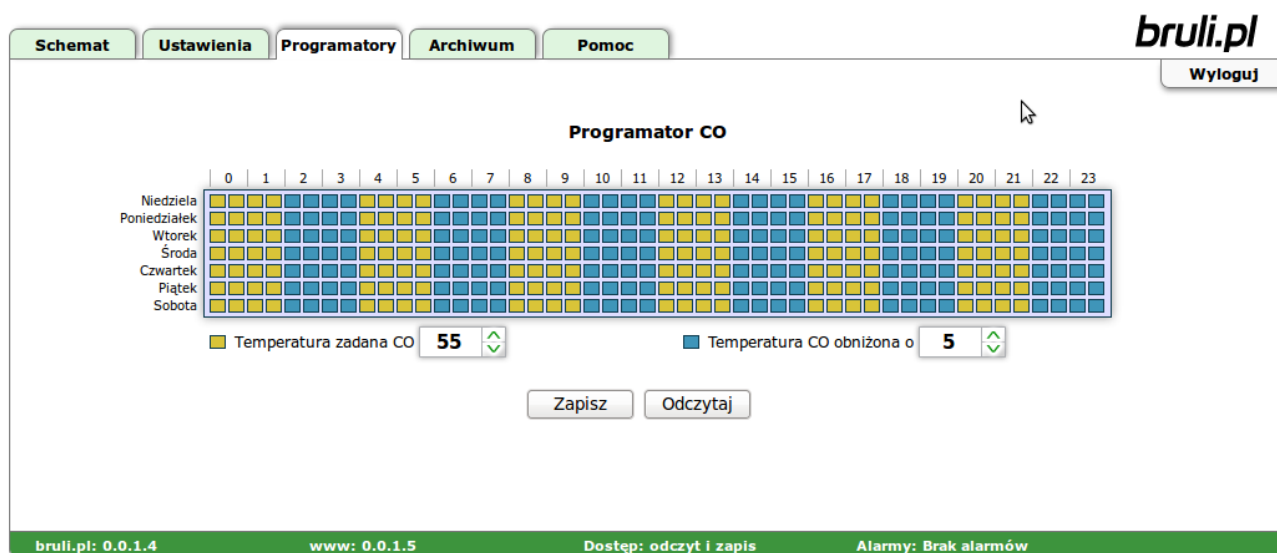 bruli.pl
Schemat Ustawienia Programatory Archiwum Pomoc
Wyloguj
Programator CO
0 1 2 3 4 5 6 7 8 9 10 11 12 13 14 15 16 17 18 19 20 21 22 23
Niedziela
Poniedziałek
Wtorek
Środa
Czwartek
Piątek
Sobota
Temperatura zadana CO 55 Temperatura CO obniżona o 5
Zapisz Odczytaj
bruli.pl: 0.0.1.4 www: 0.0.1.5 Dostęp: odczyt i zapis Alarmy: Brak alarmów